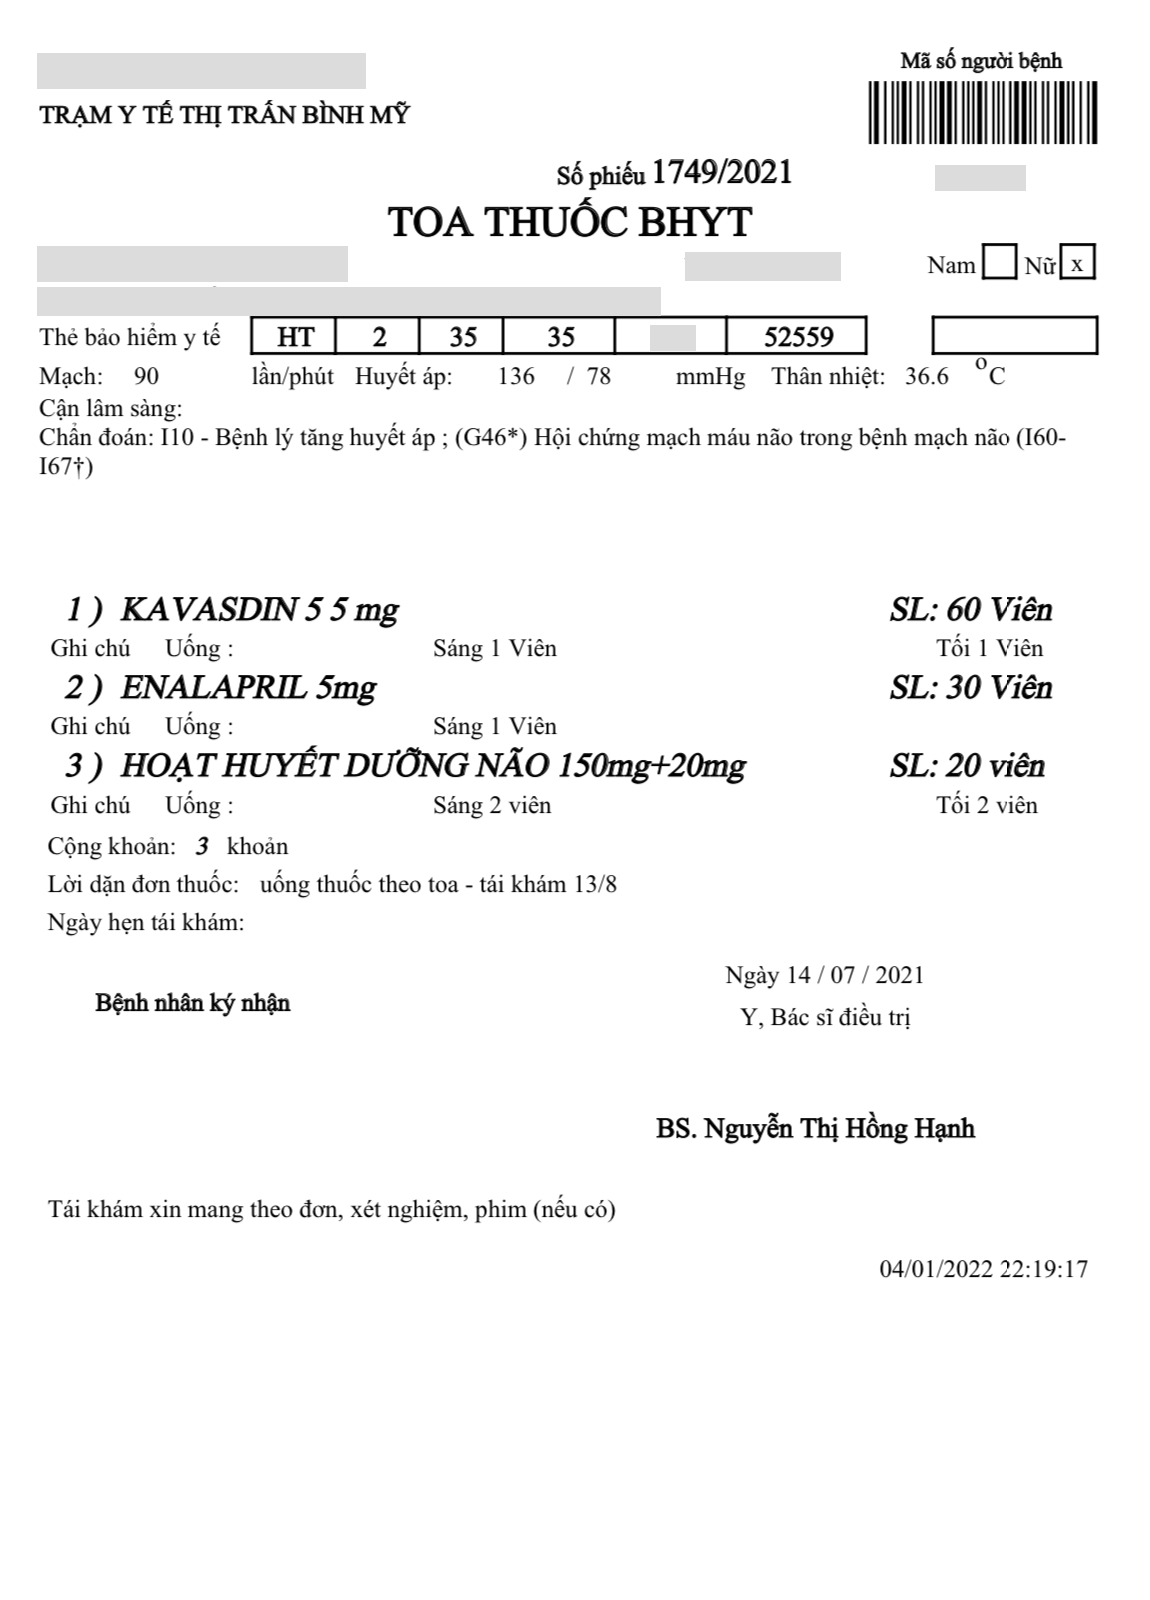 Mã số người bệnh
TRẠM Y TẾ THỊ TRẤN BÌNH MỸ
Số phiếu 1749/2021
TOA THUỐC BHYT
Nam Nữ x
Thẻ bảo hiểm y tế HT 2 35 35 52559
Mạch: 90 lần/phút Huyết áp: 136 / 78 mmHg Thân nhiệt: 36.6 °C
Cận lâm sàng:
Chẩn đoán: I10 - Bệnh lý tăng huyết áp ; (G46*) Hội chứng mạch máu não trong bệnh mạch não (I60-
I67†)
1 ) KAVASDIN 5 5 mg SL: 60 Viên
Ghi chú Uống : Sáng 1 Viên Tối 1 Viên
2 ) ENALAPRIL 5mg SL: 30 Viên
Ghi chú Uống : Sáng 1 Viên
3 ) HOẠT HUYẾT DƯỠNG NÃO 150mg+20mg SL: 20 viên
Ghi chú Uống : Sáng 2 viên Tối 2 viên
Cộng khoản: 3 khoản
Lời dặn đơn thuốc: uống thuốc theo toa - tái khám 13/8
Ngày hẹn tái khám:
Ngày 14 / 07 / 2021
Bệnh nhân ký nhận
Y, Bác sĩ điều trị
BS. Nguyễn Thị Hồng Hạnh
Tái khám xin mang theo đơn, xét nghiệm, phim (nếu có)
04/01/2022 22:19:17